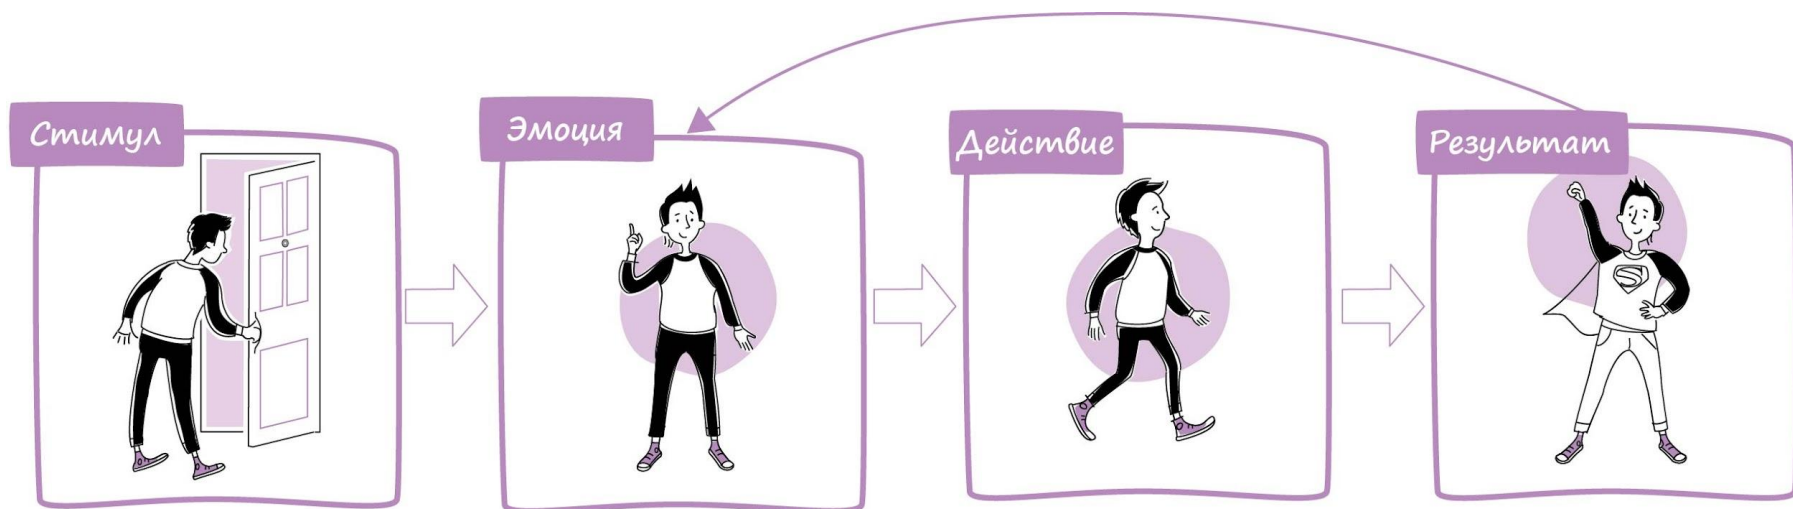 Стимул
Эмоция
Действие
Результат